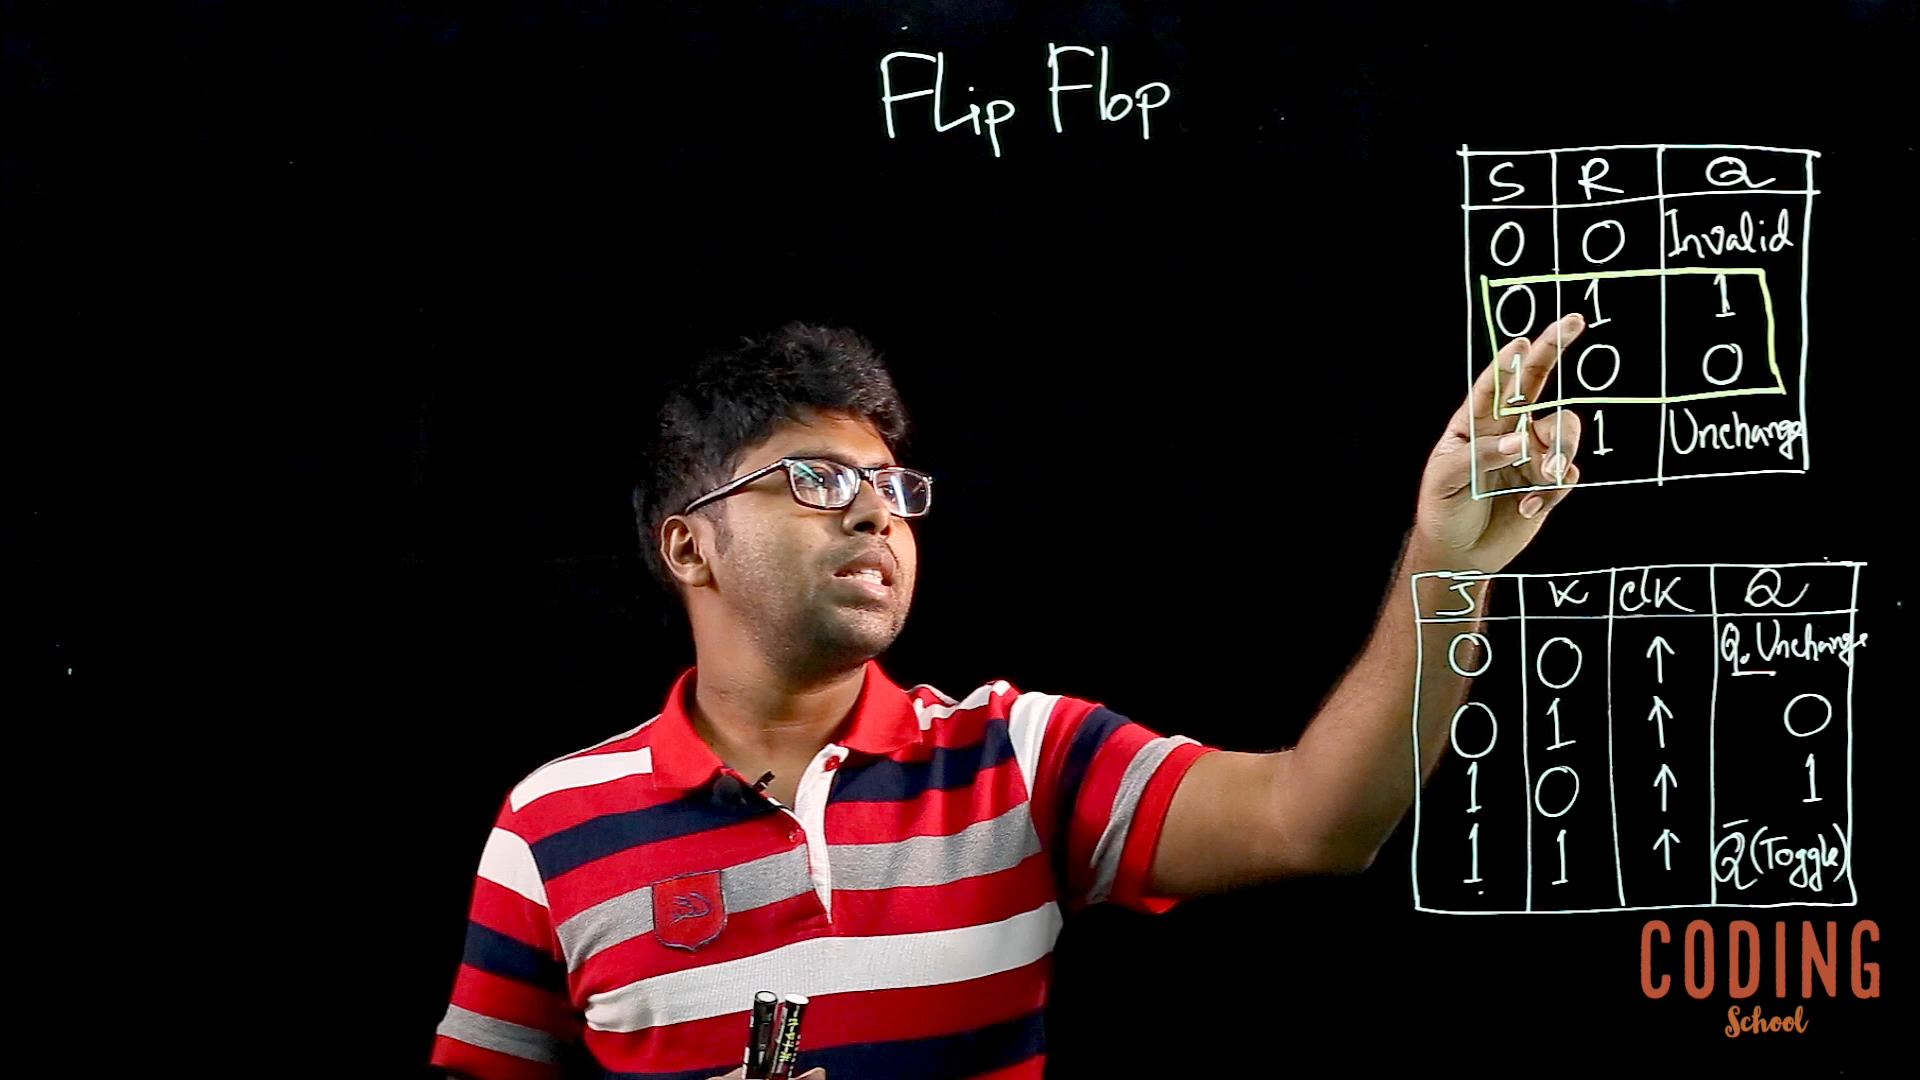 Flip Flop
S R Q
0 0 Invalid
0 1 1
1 0 0
1 1 Unchange
J K clk Q
0 0 ↑ Q. Unchange
0 1 ↑ 0
1 0 ↑ 1
1 1 ↑ Q̄ (Toggle)
CODING
School